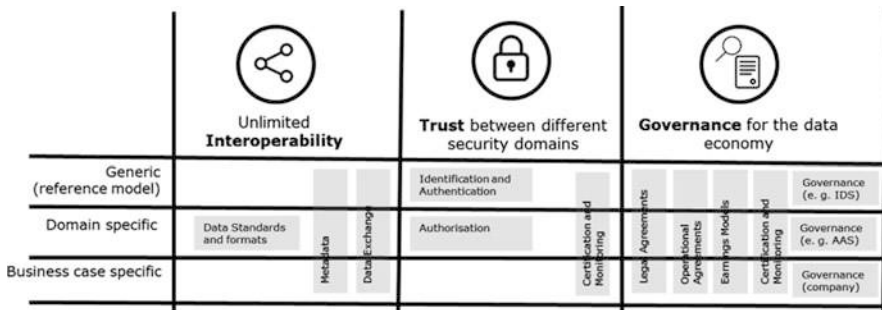 Unlimited
Interoperability
Trust between different
security domains
Governance for the data
economy
Generic
(reference model)
Identification and
Authentication
Governance
(e. g. IDS)
Domain specific
Data Standards
and formats
Authorisation
Governance
(e. g. AAS)
Business case specific
Governance
(company)
Metadata
Data Exchange
Certification and
Monitoring
Legal Agreements
Operational
Agreements
Earnings Models
Certification and
Monitoring